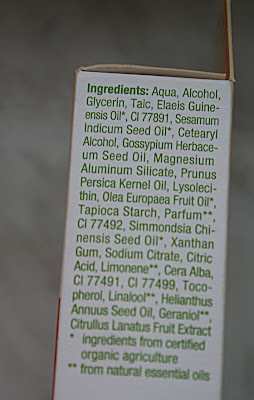 Ingredients: Aqua, Alcohol,
Glycerin, Talc, Elaeis Guine-
ensis Oil*, CI 77891, Sesamum
Indicum Seed Oil*, Cetearyl
Alcohol, Gossypium Herbace-
um Seed Oil, Magnesium
Aluminum Silicate, Prunus
Persica Kernel Oil, Lysoleci-
thin, Olea Europaea Fruit Oil*,
Tapioca Starch, Parfum**,
CI 77492, Simmondsia Chi-
nensis Seed Oil*, Xanthan
Gum, Sodium Citrate, Citric
Acid, Limonene**, Cera Alba,
CI 77491, CI 77499, Toco-
pherol, Linalool**, Helianthus
Annuus Seed Oil, Geraniol**,
Citrullus Lanatus Fruit Extract
* ingredients from certified
organic agriculture
** from natural essential oils